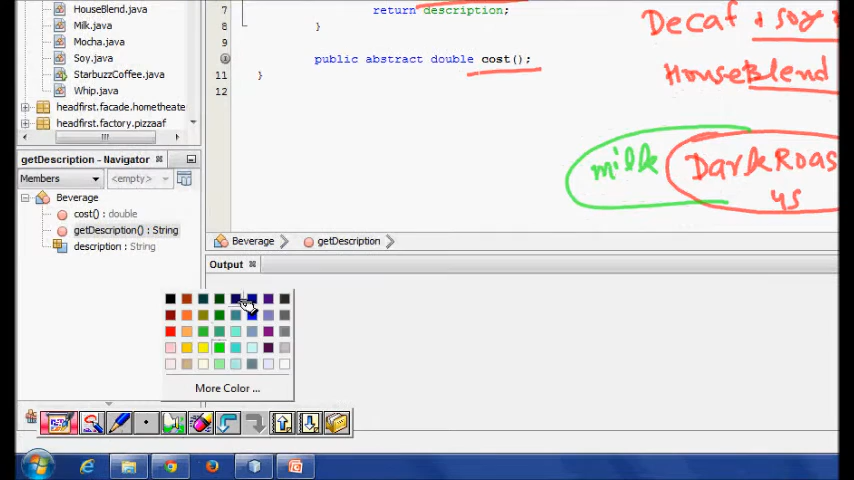 HouseBlend.java
Milk.java
Mocha.java
Soy.java
StarbuzzCoffee.java
Whip.java
headfirst.facade.hometheate
headfirst.factory.pizzaaf
getDescription - Navigator
Members
<empty>
Beverage
cost() : double
getDescription() : String
description : String
7 return description;
8 }
9
public abstract double cost();
11 }
12
Decaf + soy
HouseBlend
milk
DarkRoas
45
Beverage
getDescription
Output
More Color ...